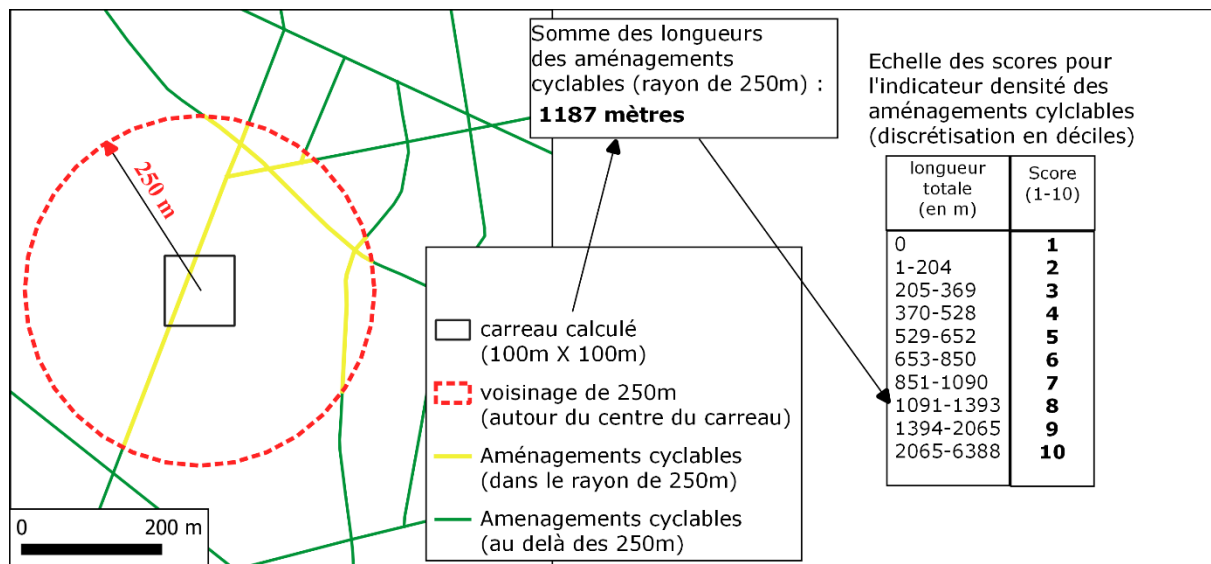 Somme des longueurs
des aménagements
cyclables (rayon de 250m) :
1187 mètres
250 m
carreau calculé
(100m X 100m)
voisinage de 250m
(autour du centre du carreau)
Aménagements cyclables
(dans le rayon de 250m)
Amenagements cyclables
(au delà des 250m)
0 200 m
Echelle des scores pour
l'indicateur densité des
aménagements cylclables
(discrétisation en déciles)
longueur totale (en m) Score (1-10)
0 1
1-204 2
205-369 3
370-528 4
529-652 5
653-850 6
851-1090 7
1091-1393 8
1394-2065 9
2065-6388 10